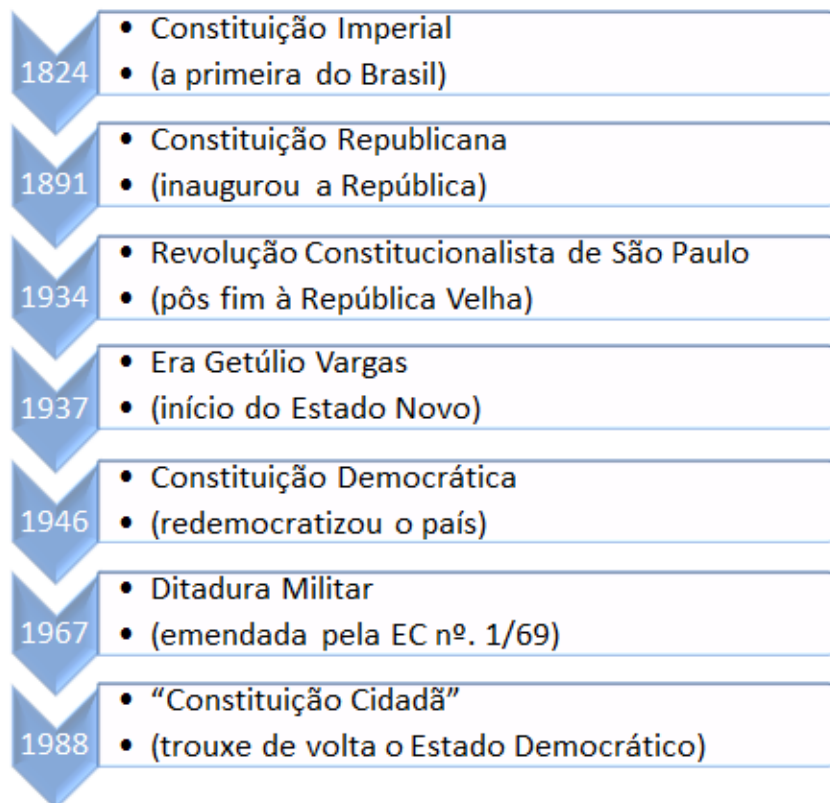 1824
• Constituição Imperial
• (a primeira do Brasil)
1891
• Constituição Republicana
• (inaugurou a República)
1934
• Revolução Constitucionalista de São Paulo
• (pôs fim à República Velha)
1937
• Era Getúlio Vargas
• (início do Estado Novo)
1946
• Constituição Democrática
• (redemocratizou o país)
1967
• Ditadura Militar
• (emendada pela EC nº. 1/69)
1988
• “Constituição Cidadã”
• (trouxe de volta o Estado Democrático)